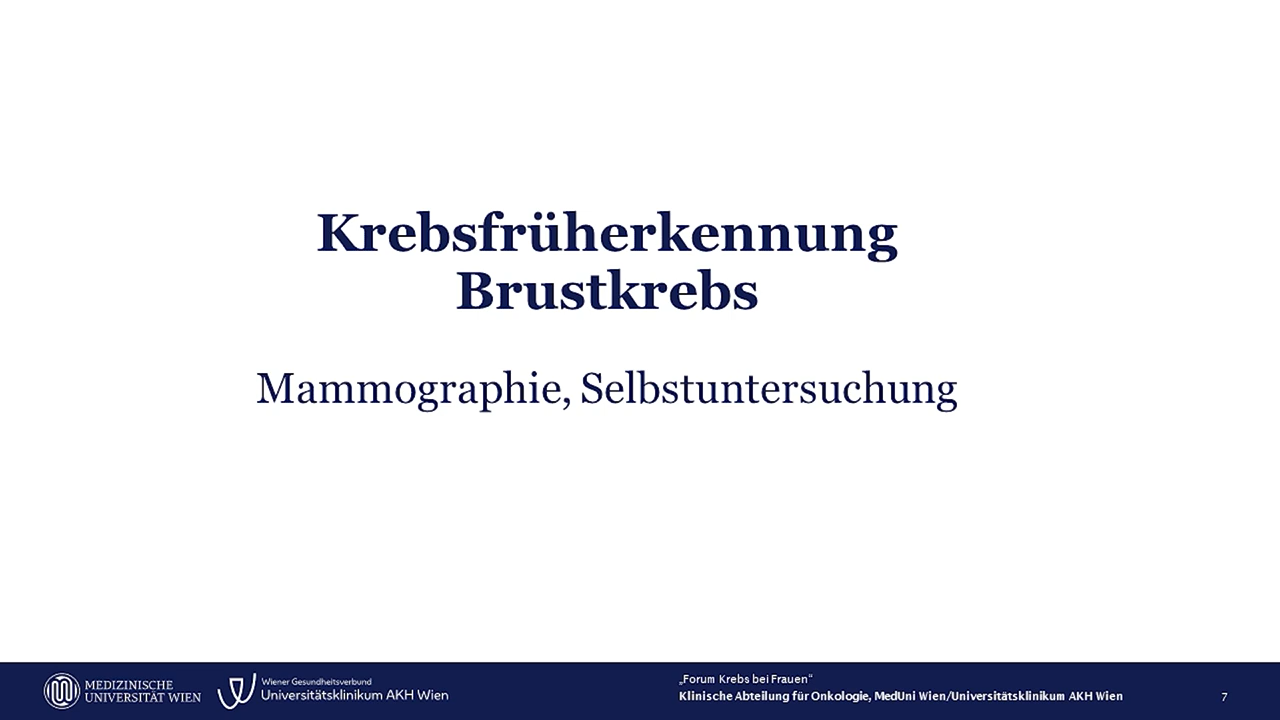 Krebsfrüherkennung
Brustkrebs
Mammographie, Selbstuntersuchung
MEDIZINISCHE
UNIVERSITÄT WIEN
Wiener Gesundheitsverbund
Universitätsklinikum AKH Wien
„Forum Krebs bei Frauen“
Klinische Abteilung für Onkologie, MedUni Wien/Universitätsklinikum AKH Wien
7